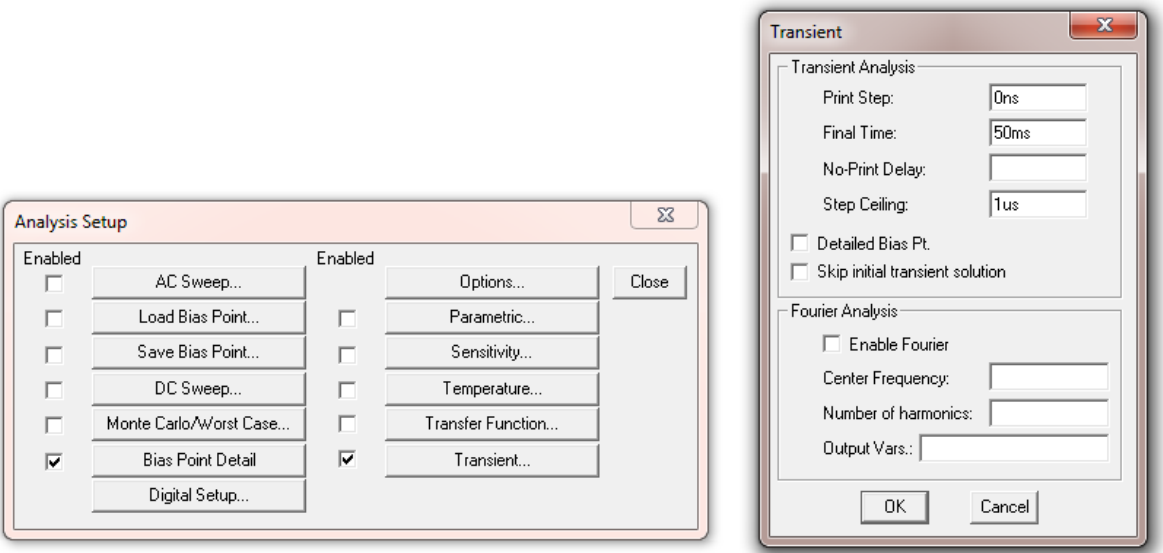 Analysis Setup
Enabled
Enabled
AC Sweep...
Options...
Close
Load Bias Point...
Parametric...
Save Bias Point...
Sensitivity...
DC Sweep...
Temperature...
Monte Carlo/Worst Case...
Transfer Function...
Bias Point Detail
Transient...
Digital Setup...
Transient
Transient Analysis
Print Step: 0ns
Final Time: 50ms
No-Print Delay:
Step Ceiling: 1us
Detailed Bias Pt.
Skip initial transient solution
Fourier Analysis
Enable Fourier
Center Frequency:
Number of harmonics:
Output Vars.:
OK
Cancel